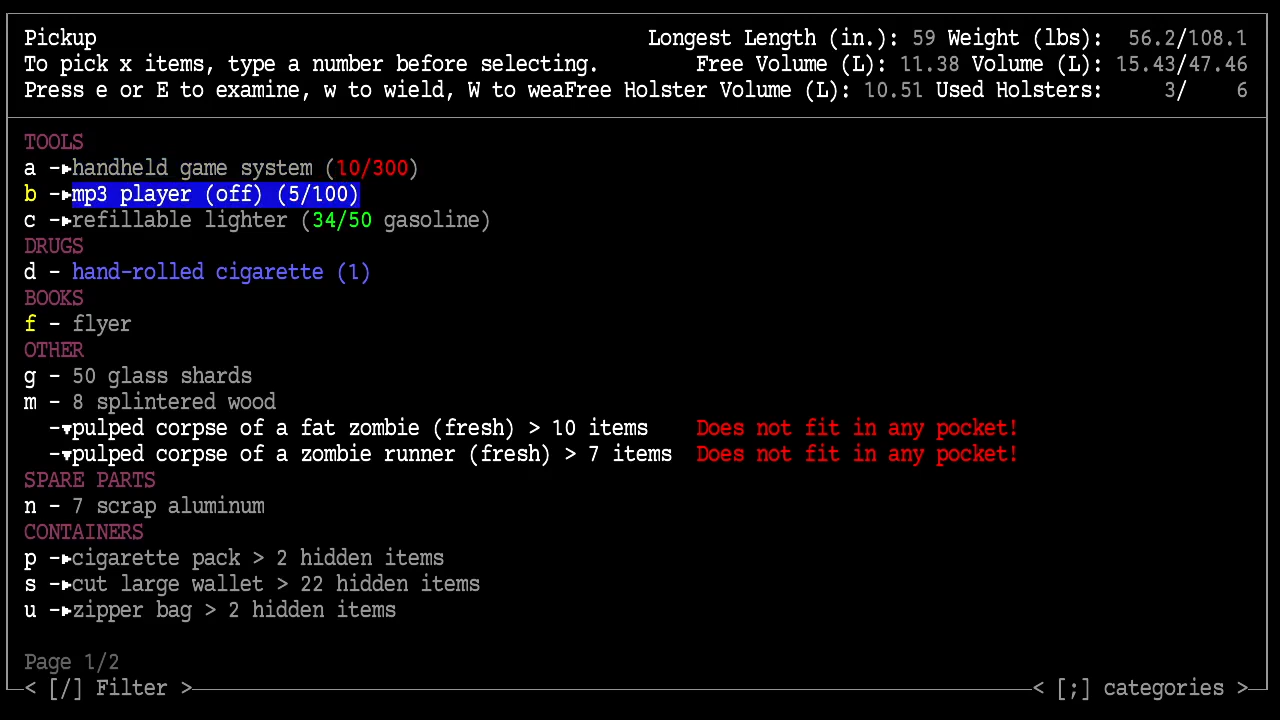 Pickup Longest Length (in.): 59 Weight (lbs): 56.2/108.1
To pick x items, type a number before selecting. Free Volume (L): 11.38 Volume (L): 15.43/47.46
Press e or E to examine, w to wield, W to weaFree Holster Volume (L): 10.51 Used Holsters: 3/ 6
TOOLS
a -▸handheld game system (10/300)
b -▸mp3 player (off) (5/100)
c -▸refillable lighter (34/50 gasoline)
DRUGS
d - hand-rolled cigarette (1)
BOOKS
f - flyer
OTHER
g - 50 glass shards
m - 8 splintered wood
-▾pulped corpse of a fat zombie (fresh) > 10 items Does not fit in any pocket!
-▾pulped corpse of a zombie runner (fresh) > 7 items Does not fit in any pocket!
SPARE PARTS
n - 7 scrap aluminum
CONTAINERS
p -▸cigarette pack > 2 hidden items
s -▸cut large wallet > 22 hidden items
u -▸zipper bag > 2 hidden items
Page 1/2
< [/] Filter > < [;] categories >